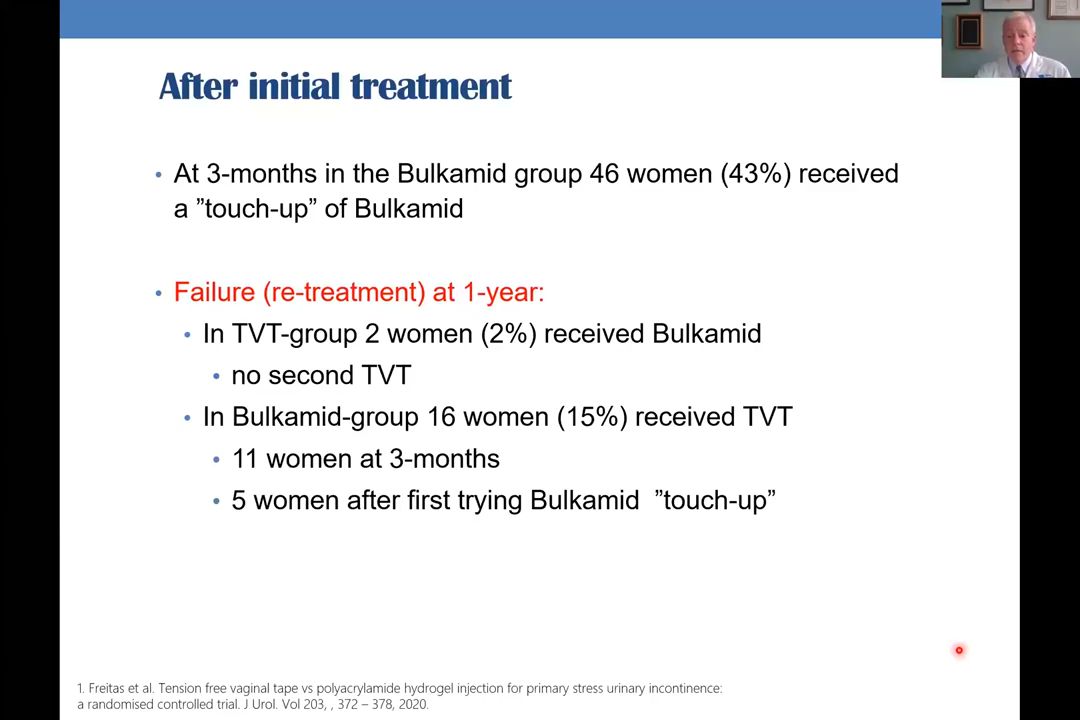 After initial treatment
• At 3-months in the Bulkamid group 46 women (43%) received
a ”touch-up” of Bulkamid
• Failure (re-treatment) at 1-year:
• In TVT-group 2 women (2%) received Bulkamid
• no second TVT
• In Bulkamid-group 16 women (15%) received TVT
• 11 women at 3-months
• 5 women after first trying Bulkamid ”touch-up”
1. Freitas et al. Tension free vaginal tape vs polyacrylamide hydrogel injection for primary stress urinary incontinence:
a randomised controlled trial. J Urol. Vol 203, , 372 – 378, 2020.